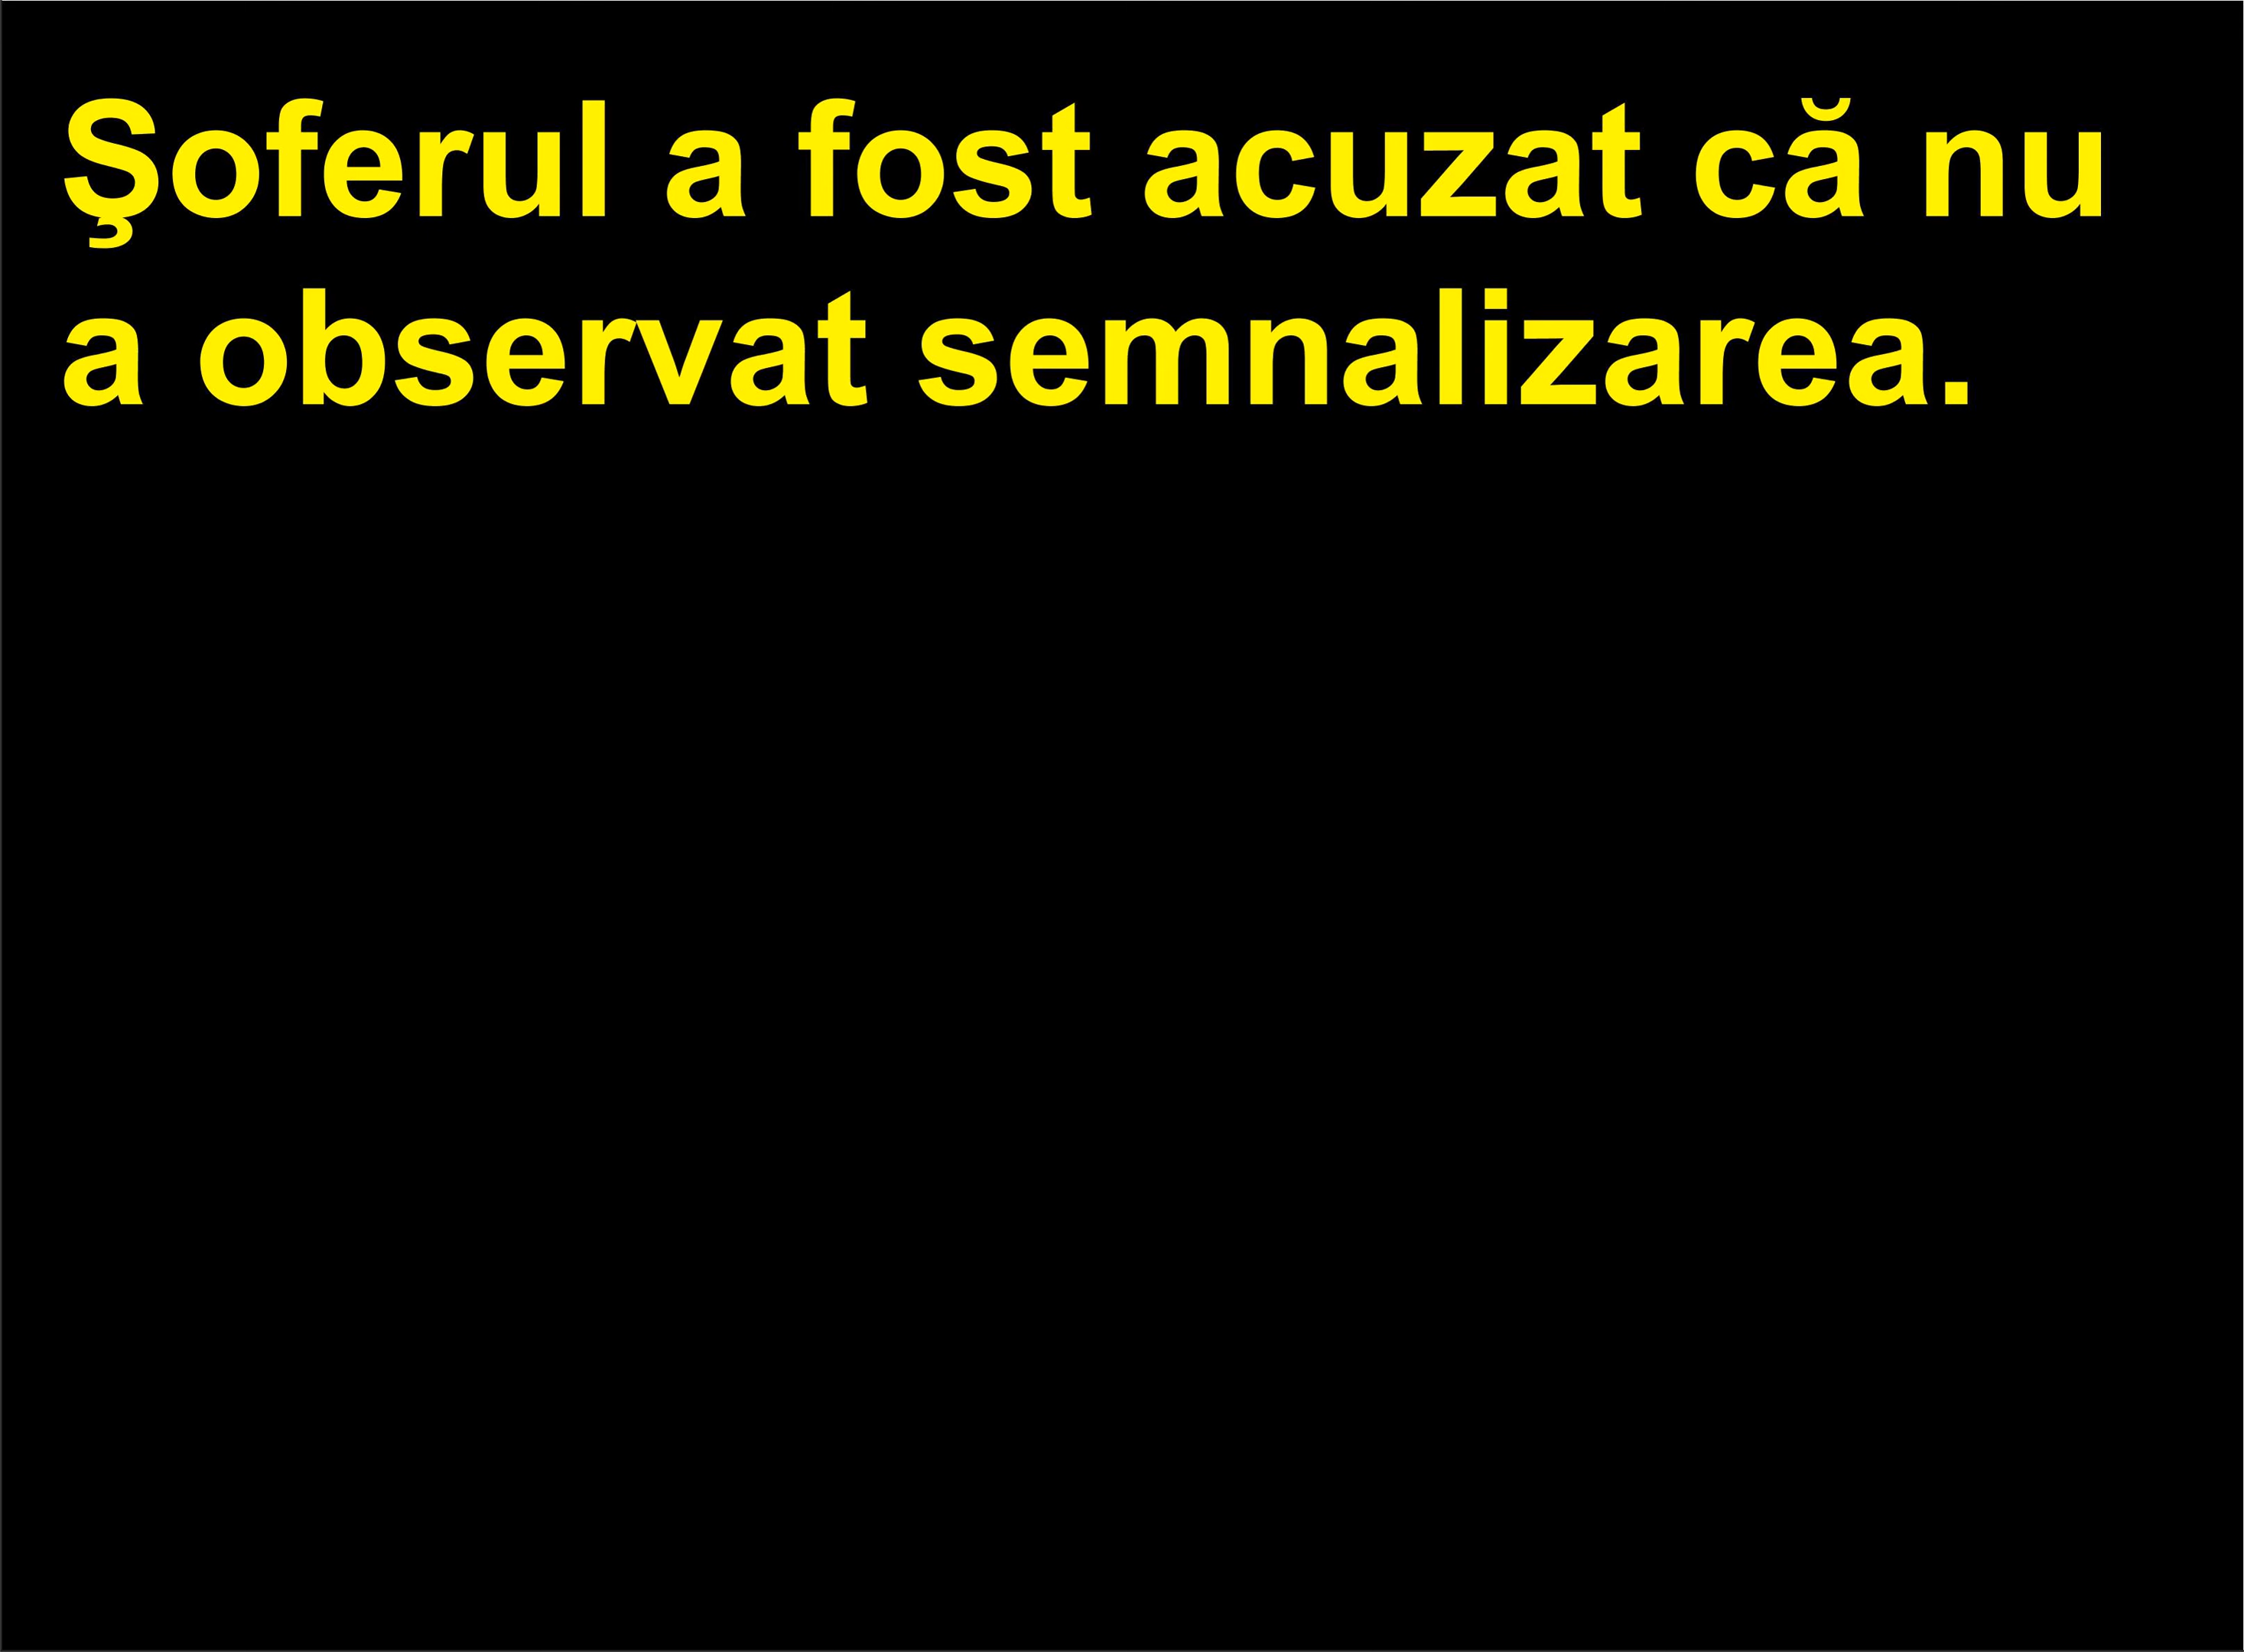 Şoferul a fost acuzat că nu
a observat semnalizarea.